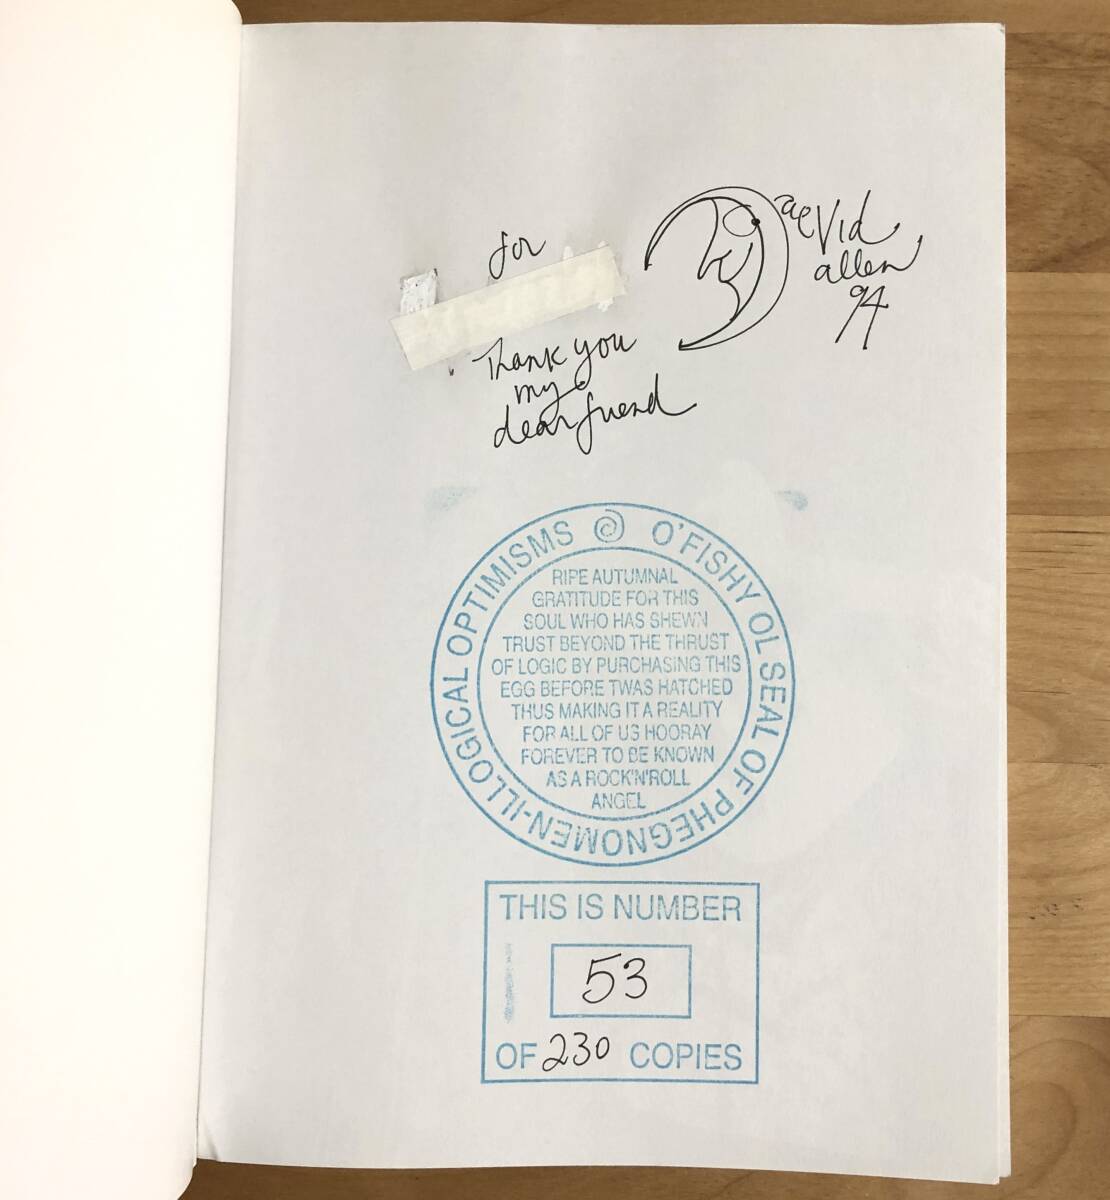 for
Daevid
allen
94
Thank you
my
dear friend
O'FISHY OL SEAL OF PHEGNOMEN-ILLOGICAL OPTIMISMS
RIPE AUTUMNAL
GRATITUDE FOR THIS
SOUL WHO HAS SHEWN
TRUST BEYOND THE THRUST
OF LOGIC BY PURCHASING THIS
EGG BEFORE TWAS HATCHED
THUS MAKING IT A REALITY
FOR ALL OF US HOORAY
FOREVER TO BE KNOWN
AS A ROCK'N'ROLL
ANGEL
THIS IS NUMBER
53
OF 230 COPIES